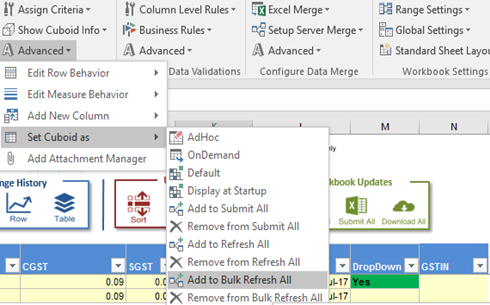 Assign Criteria
Column Level Rules
Excel Merge
Range Settings
Show Cuboid Info
Business Rules
Setup Server Merge
Global Settings
Advanced
Advanced
Standard Sheet Layou
Data Validations
Configure Data Merge
Workbook Settings
Edit Row Behavior
Edit Measure Behavior
Add New Column
Set Cuboid as
Add Attachment Manager
K
L
M
N
AdHoc
OnDemand
Default
Display at Startup
Add to Submit All
Remove from Submit All
Add to Refresh All
Remove from Refresh All
Add to Bulk Refresh All
Remove from Bulk Refresh All
nge History
kbook Updates
Row
Table
Sort
Submit All
Download All
CGST
SGST
DropDown
GSTIN
0.09
0.09
ul-17
Yes
0.09
0.09
ul-17